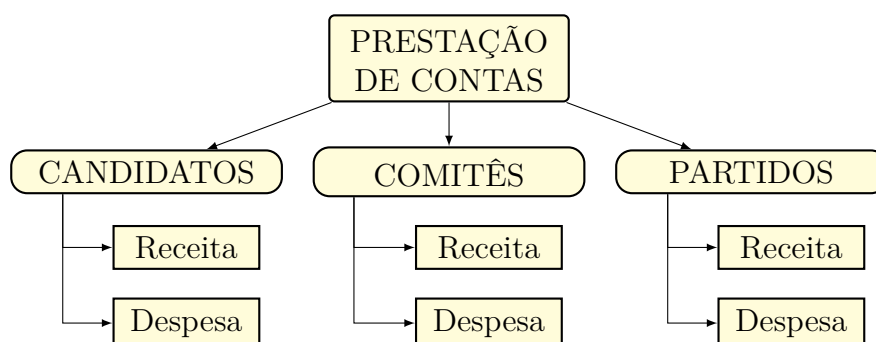 PRESTAÇÃO
DE CONTAS
CANDIDATOS
COMITÊS
PARTIDOS
Receita
Receita
Receita
Despesa
Despesa
Despesa